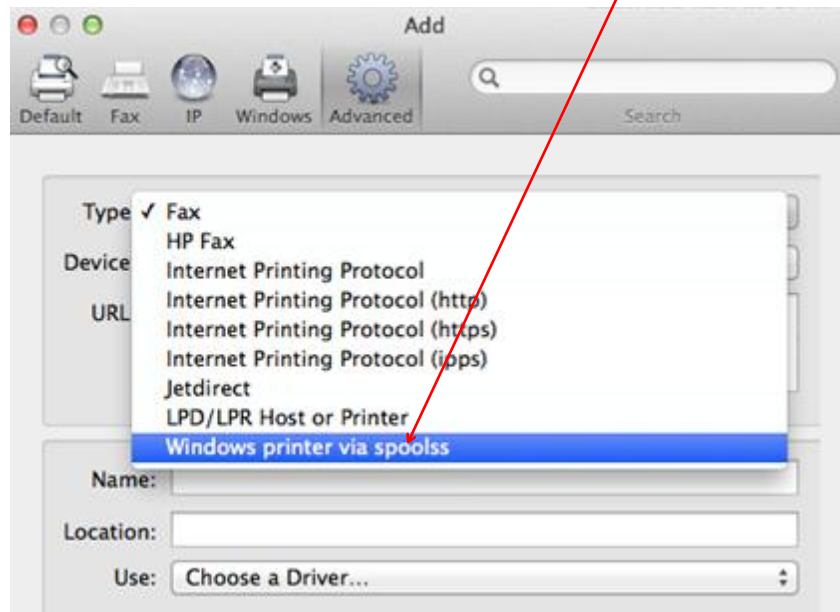 Add
Default Fax IP Windows Advanced Search
Type ✓ Fax
HP Fax
Device
Internet Printing Protocol
URL Internet Printing Protocol (http)
Internet Printing Protocol (https)
Internet Printing Protocol (ipps)
Jetdirect
LPD/LPR Host or Printer
Windows printer via spoolss
Name:
Location:
Use: Choose a Driver...